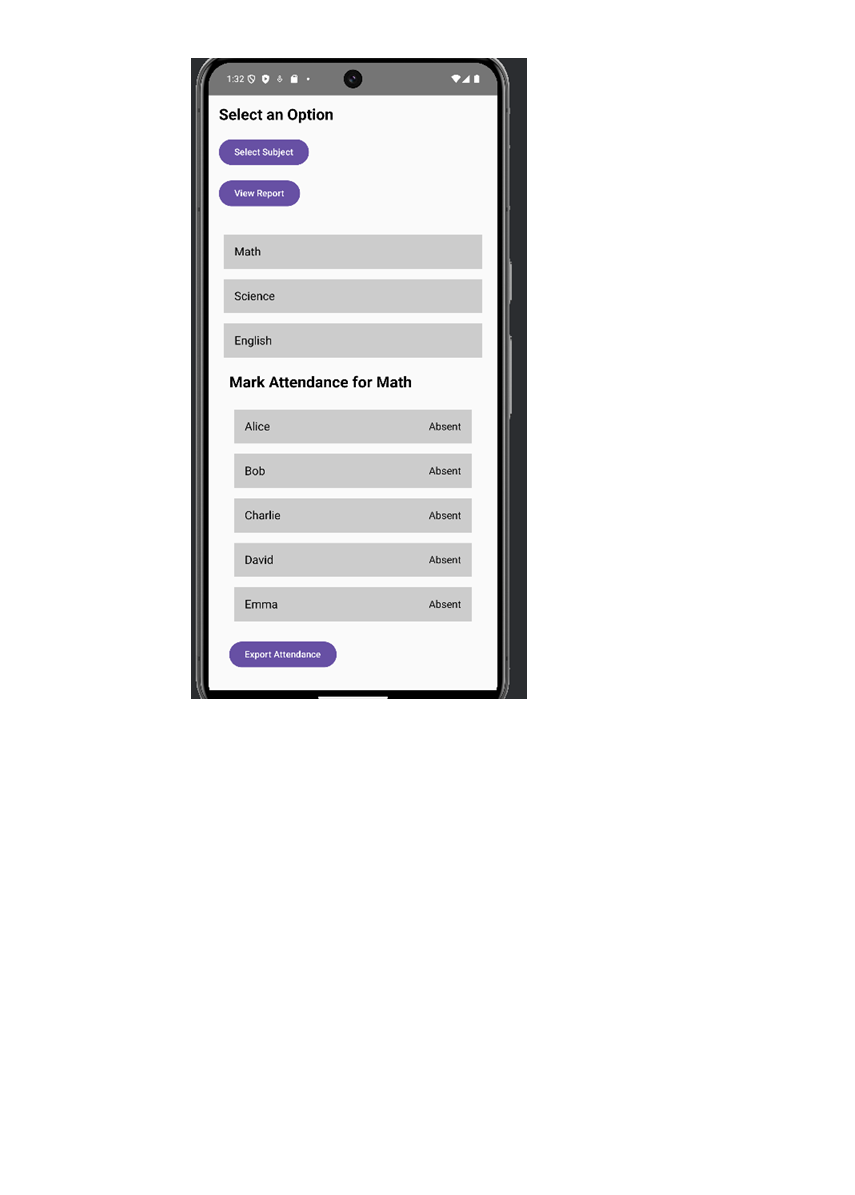 1:32
Select an Option
Select Subject
View Report
Math
Science
English
Mark Attendance for Math
Alice Absent
Bob Absent
Charlie Absent
David Absent
Emma Absent
Export Attendance